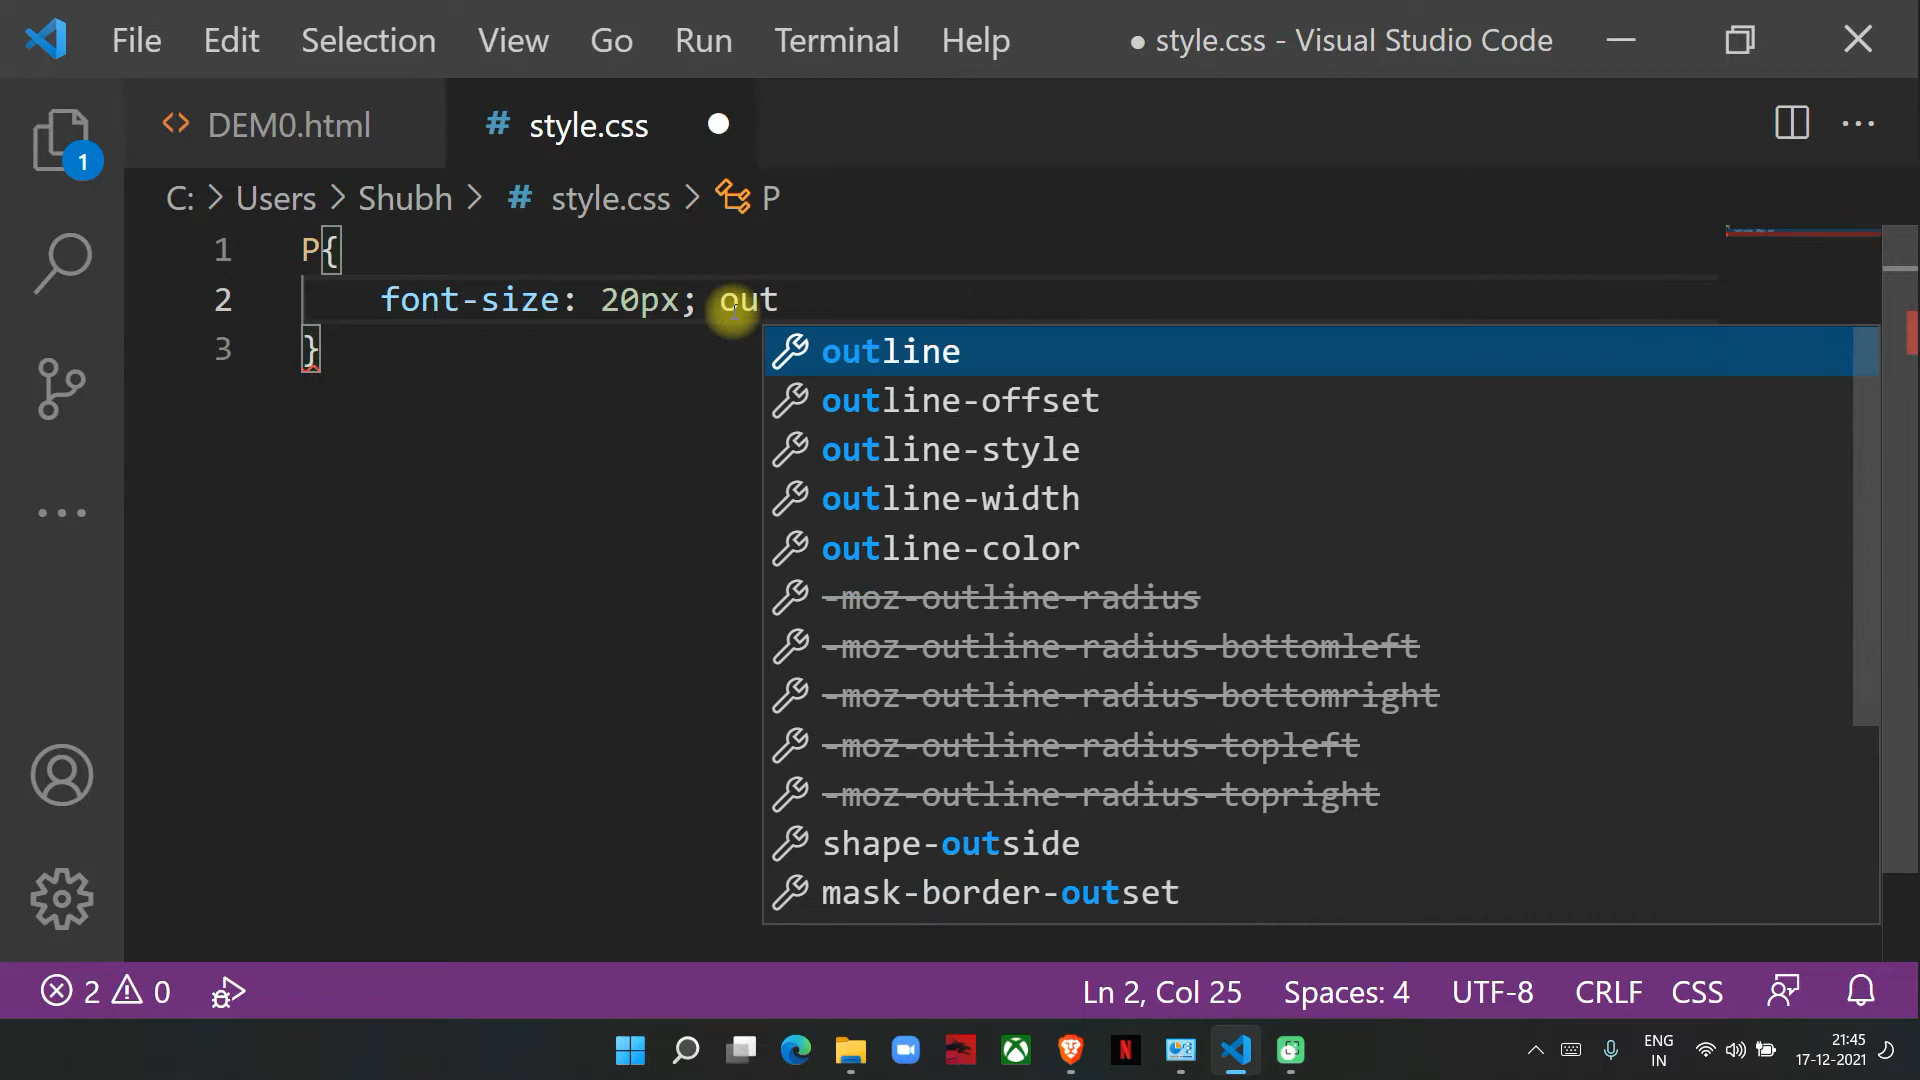 File Edit Selection View Go Run Terminal Help ● style.css - Visual Studio Code
DEM0.html # style.css
1
C: > Users > Shubh > # style.css > P
1 P{
2 font-size: 20px; out
3 }
outline
outline-offset
outline-style
outline-width
outline-color
-moz-outline-radius
-moz-outline-radius-bottomleft
-moz-outline-radius-bottomright
-moz-outline-radius-topleft
-moz-outline-radius-topright
shape-outside
mask-border-outset
2 0 Ln 2, Col 25 Spaces: 4 UTF-8 CRLF CSS
N ENG 21:45
IN 17-12-2021